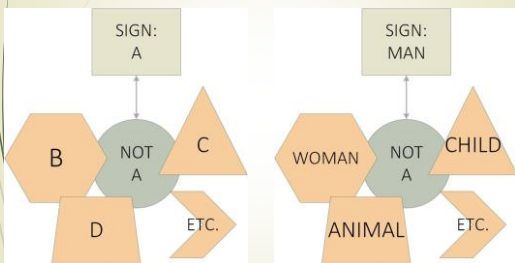 SIGN:
A
B
NOT
A
C
D
ETC.
SIGN:
MAN
WOMAN
NOT
A
CHILD
ANIMAL
ETC.